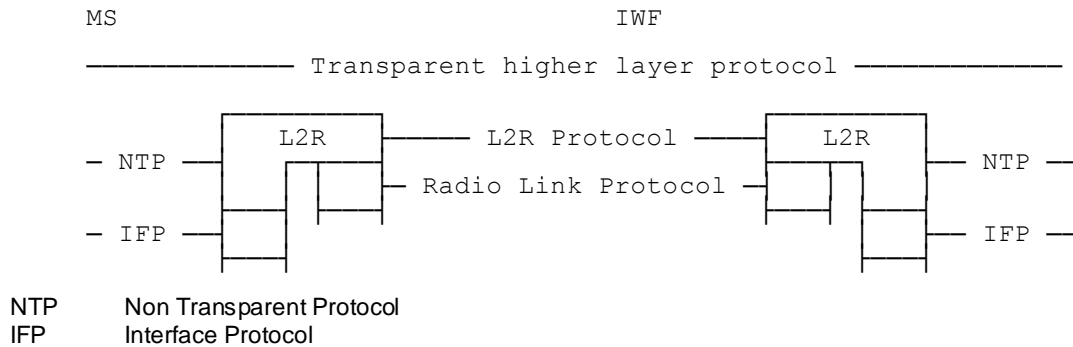 MS IWF
Transparent higher layer protocol
L2R L2R Protocol L2R
NTP NTP
Radio Link Protocol
IFP IFP
NTP Non Transparent Protocol
IFP Interface Protocol